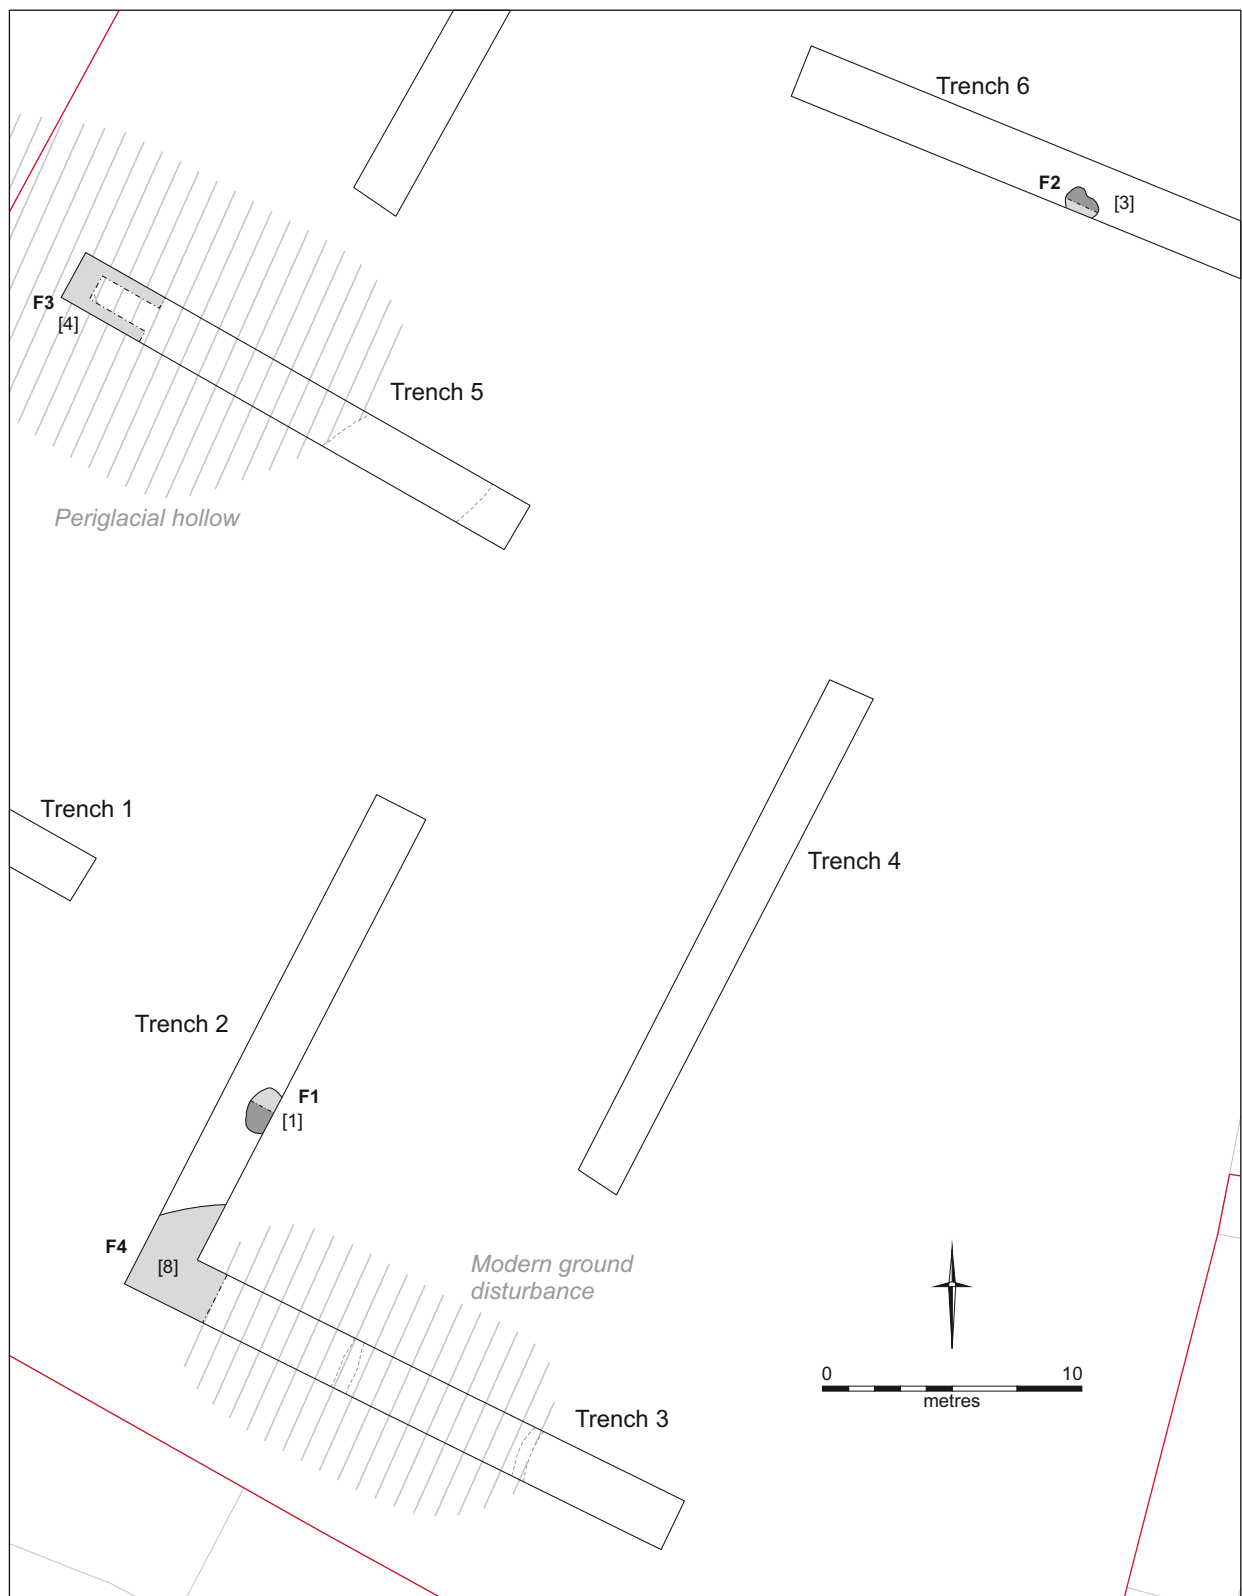 Trench 6
F2
[3]
F3
[4]
Trench 5
Periglacial hollow
Trench 1
Trench 4
Trench 2
F1
[1]
F4
[8]
Modern ground
disturbance
0 10
metres
Trench 3